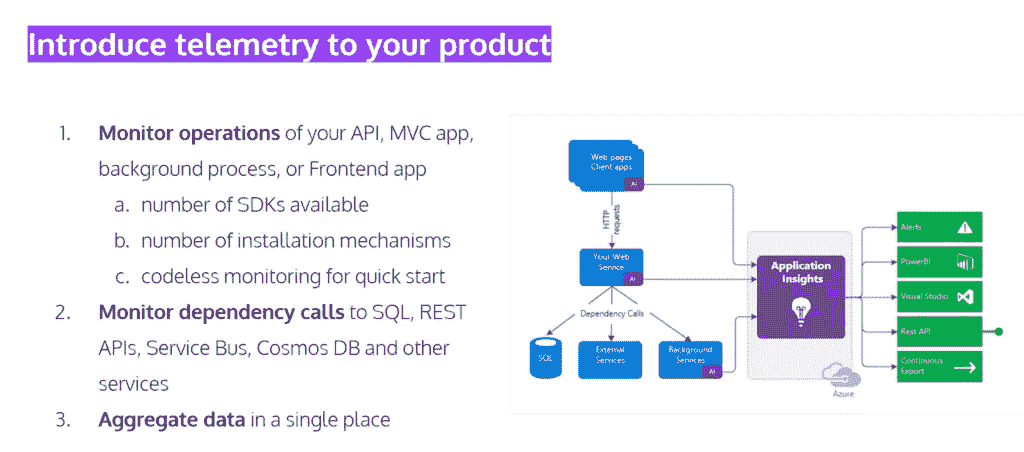 Introduce telemetry to your product
1. Monitor operations of your API, MVC app,
background process, or Frontend app
a. number of SDKs available
b. number of installation mechanisms
c. codeless monitoring for quick start
2. Monitor dependency calls to SQL, REST
APIs, Service Bus, Cosmos DB and other
services
3. Aggregate data in a single place
Web pages
Client apps
AI
HTTP
requests
Your Web
Service
AI
Dependency Calls
SQL
External
Services
Background
Services
AI
Application
Insights
Azure
Alerts
PowerBI
Visual Studio
Rest API
Continuous
Export